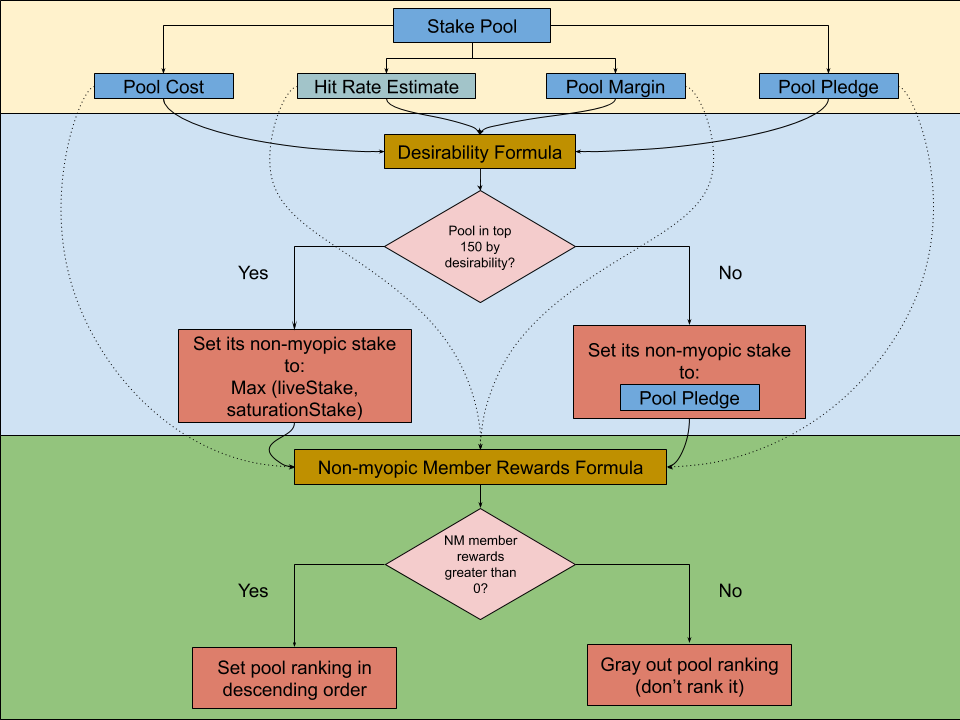 Stake Pool
Pool Cost
Hit Rate Estimate
Pool Margin
Pool Pledge
Desirability Formula
Pool in top
150 by
desirability?
Yes
No
Set its non-myopic stake
to:
Max (liveStake,
saturationStake)
Set its non-myopic stake
to:
Pool Pledge
Non-myopic Member Rewards Formula
NM member
rewards
greater than
0?
Yes
No
Set pool ranking in
descending order
Gray out pool ranking
(don’t rank it)